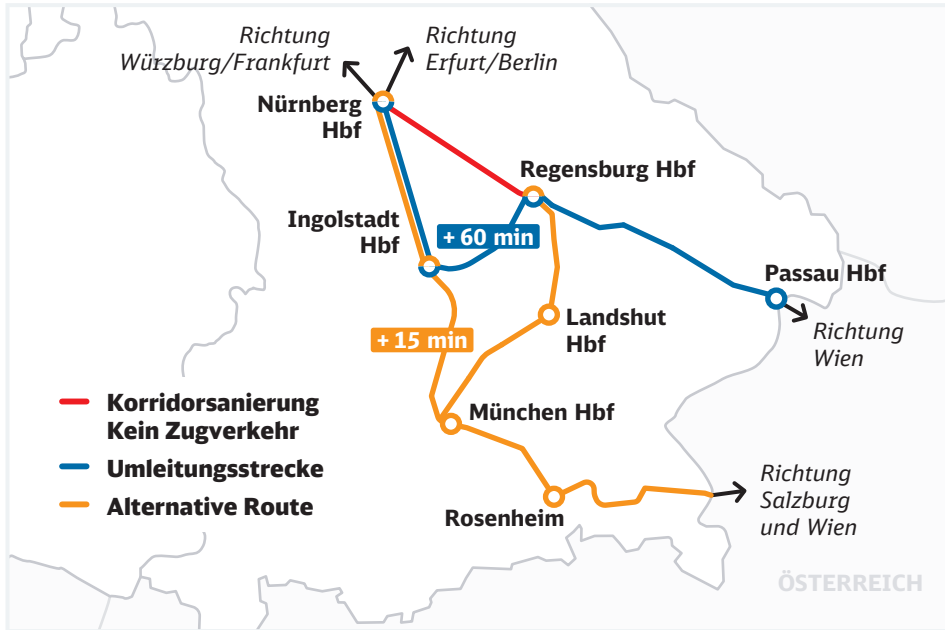 Richtung
Würzburg/Frankfurt
Richtung
Erfurt/Berlin
Nürnberg
Hbf
Regensburg Hbf
Ingolstadt
Hbf
+ 60 min
Passau Hbf
Richtung
Wien
Landshut
Hbf
+ 15 min
München Hbf
Korridorsanierung
Kein Zugverkehr
Umleitungsstrecke
Alternative Route
Rosenheim
Richtung
Salzburg
und Wien
ÖSTERREICH